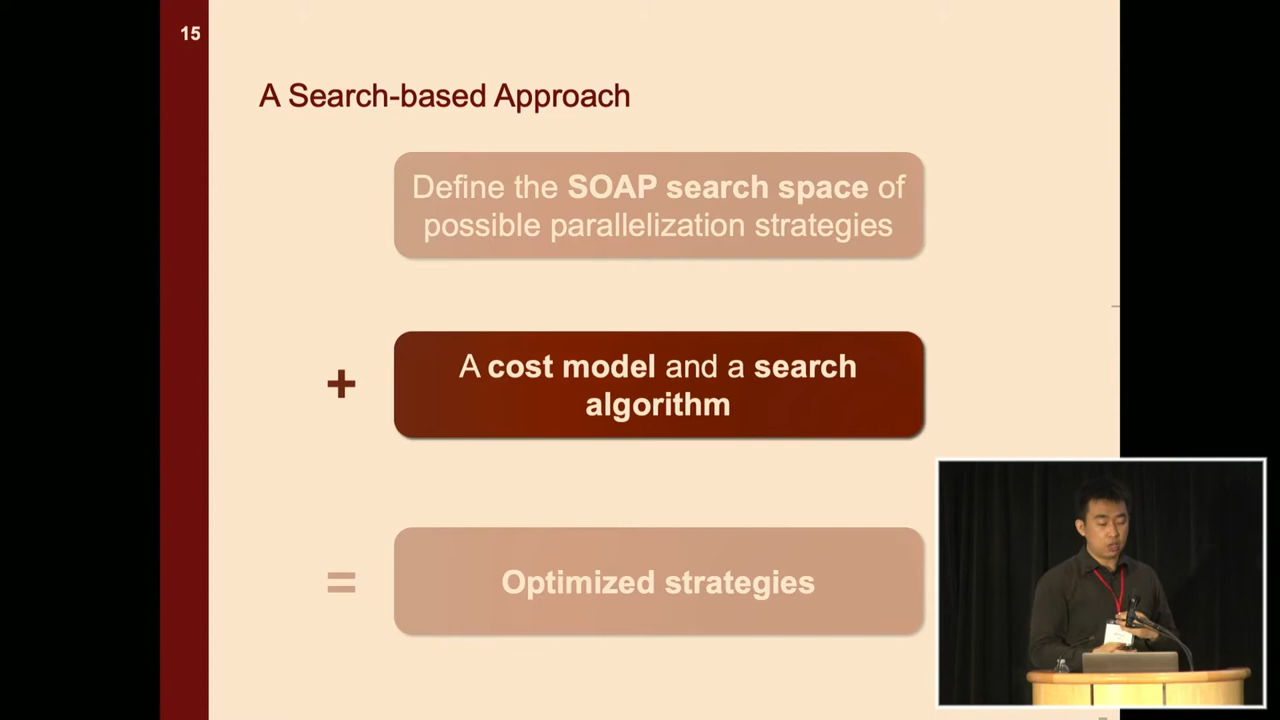 15
A Search-based Approach
Define the SOAP search space of
possible parallelization strategies
+
A cost model and a search
algorithm
=
Optimized strategies